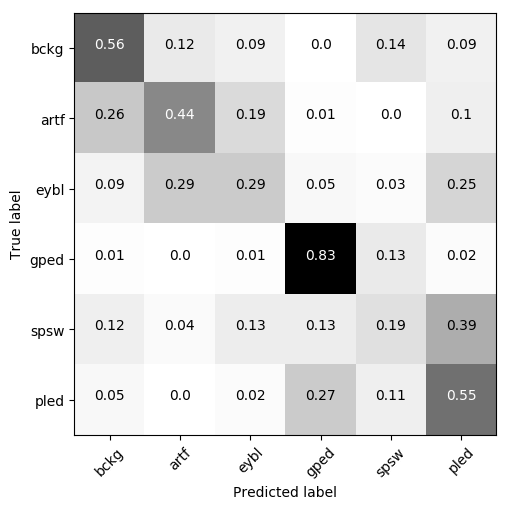 True label
bckg 0.56 0.12 0.09 0.0 0.14 0.09
artf 0.26 0.44 0.19 0.01 0.0 0.1
eybl 0.09 0.29 0.29 0.05 0.03 0.25
gped 0.01 0.0 0.01 0.83 0.13 0.02
spsw 0.12 0.04 0.13 0.13 0.19 0.39
pled 0.05 0.0 0.02 0.27 0.11 0.55
bckg artf eybl gped spsw pled
Predicted label